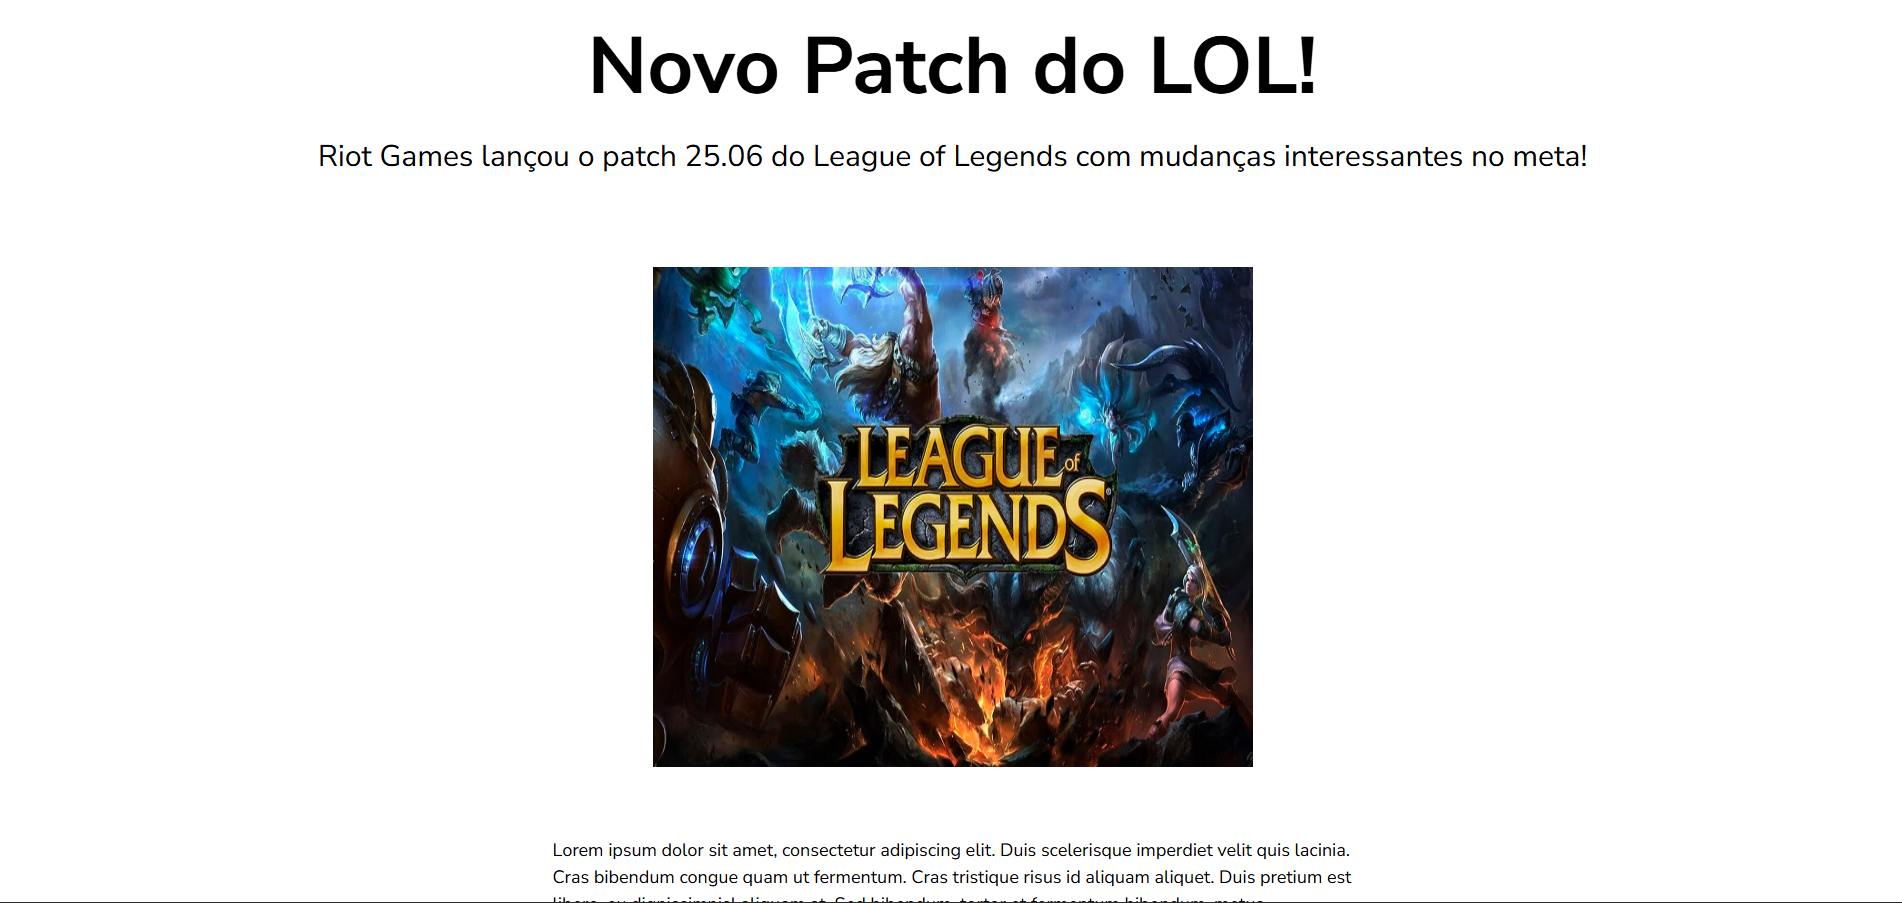 Novo Patch do LOL!
Riot Games lançou o patch 25.06 do League of Legends com mudanças interessantes no meta!
LEAGUE of
LEGENDS
Lorem ipsum dolor sit amet, consectetur adipiscing elit. Duis scelerisque imperdiet velit quis lacinia.
Cras bibendum congue quam ut fermentum. Cras tristique risus id aliquam aliquet. Duis pretium est